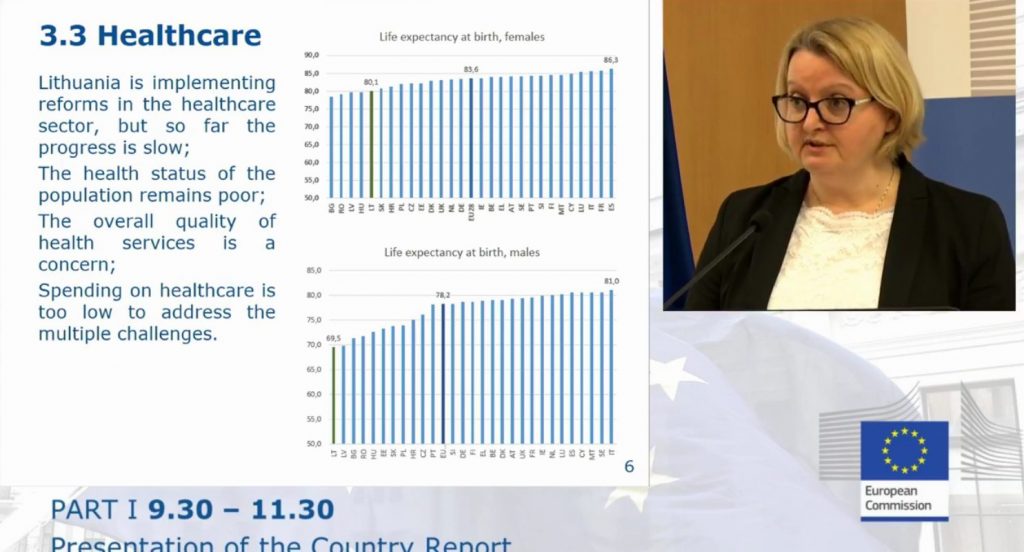 3.3 Healthcare
Lithuania is implementing
reforms in the healthcare
sector, but so far the
progress is slow;
The health status of the
population remains poor;
The overall quality of
health services is a
concern;
Spending on healthcare is
too low to address the
multiple challenges.
Life expectancy at birth, females
90,0
85,0
80,0
75,0
70,0
65,0
60,0
55,0
50,0
80,1
83,6
86,3
BG RO LV HU LT SK HR PL CZ EE DK UK NL DE EU28 IE BE EL AT SE PT SI FI MT CY LU IT FR ES
Life expectancy at birth, males
85,0
80,0
75,0
70,0
65,0
60,0
55,0
50,0
69,5
78,2
81,0
LT LV BG RO HU EE SK PL HR CZ PT EU SI DE FI EL BE DK AT UK FR IE NL LU ES CY MT SE IT
6
PART I 9.30 – 11.30
Presentation of the Country Report
European
Commission